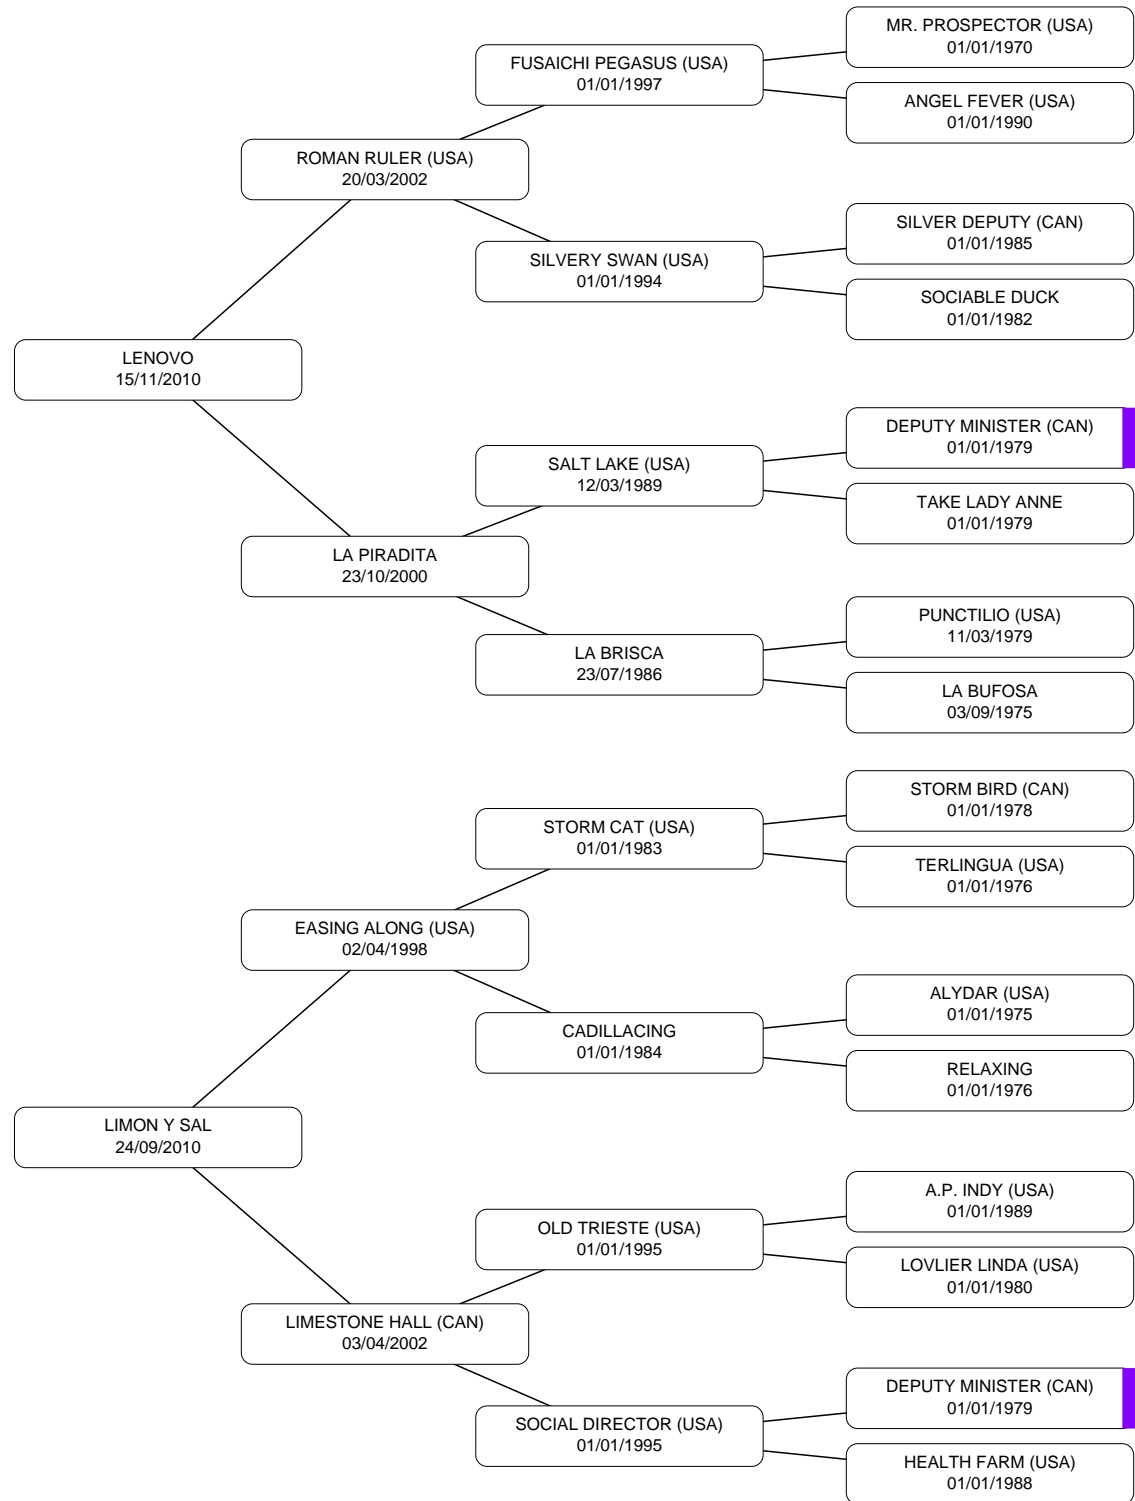 MR. PROSPECTOR (USA)
01/01/1970
FUSAICHI PEGASUS (USA)
01/01/1997
ANGEL FEVER (USA)
01/01/1990
ROMAN RULER (USA)
20/03/2002
SILVER DEPUTY (CAN)
01/01/1985
SILVERY SWAN (USA)
01/01/1994
SOCIABLE DUCK
01/01/1982
LENOVO
15/11/2010
DEPUTY MINISTER (CAN)
01/01/1979
SALT LAKE (USA)
12/03/1989
TAKE LADY ANNE
01/01/1979
LA PIRADITA
23/10/2000
PUNCTILIO (USA)
11/03/1979
LA BRISCA
23/07/1986
LA BUFOSA
03/09/1975
STORM BIRD (CAN)
01/01/1978
STORM CAT (USA)
01/01/1983
TERLINGUA (USA)
01/01/1976
EASING ALONG (USA)
02/04/1998
ALYDAR (USA)
01/01/1975
CADILLACING
01/01/1984
RELAXING
01/01/1976
LIMON Y SAL
24/09/2010
A.P. INDY (USA)
01/01/1989
OLD TRIESTE (USA)
01/01/1995
LOVLIER LINDA (USA)
01/01/1980
LIMESTONE HALL (CAN)
03/04/2002
DEPUTY MINISTER (CAN)
01/01/1979
SOCIAL DIRECTOR (USA)
01/01/1995
HEALTH FARM (USA)
01/01/1988